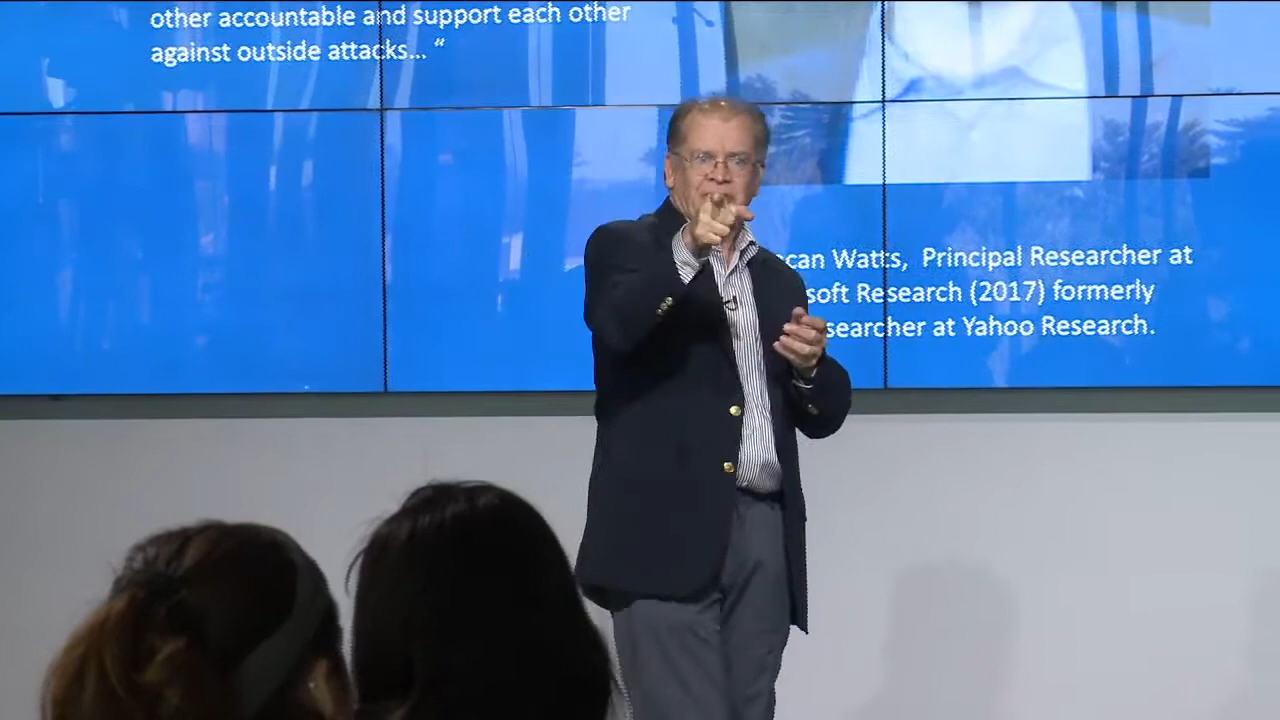 other accountable and support each other
against outside attacks... “
can Watts, Principal Researcher at
soft Research (2017) formerly
searcher at Yahoo Research.